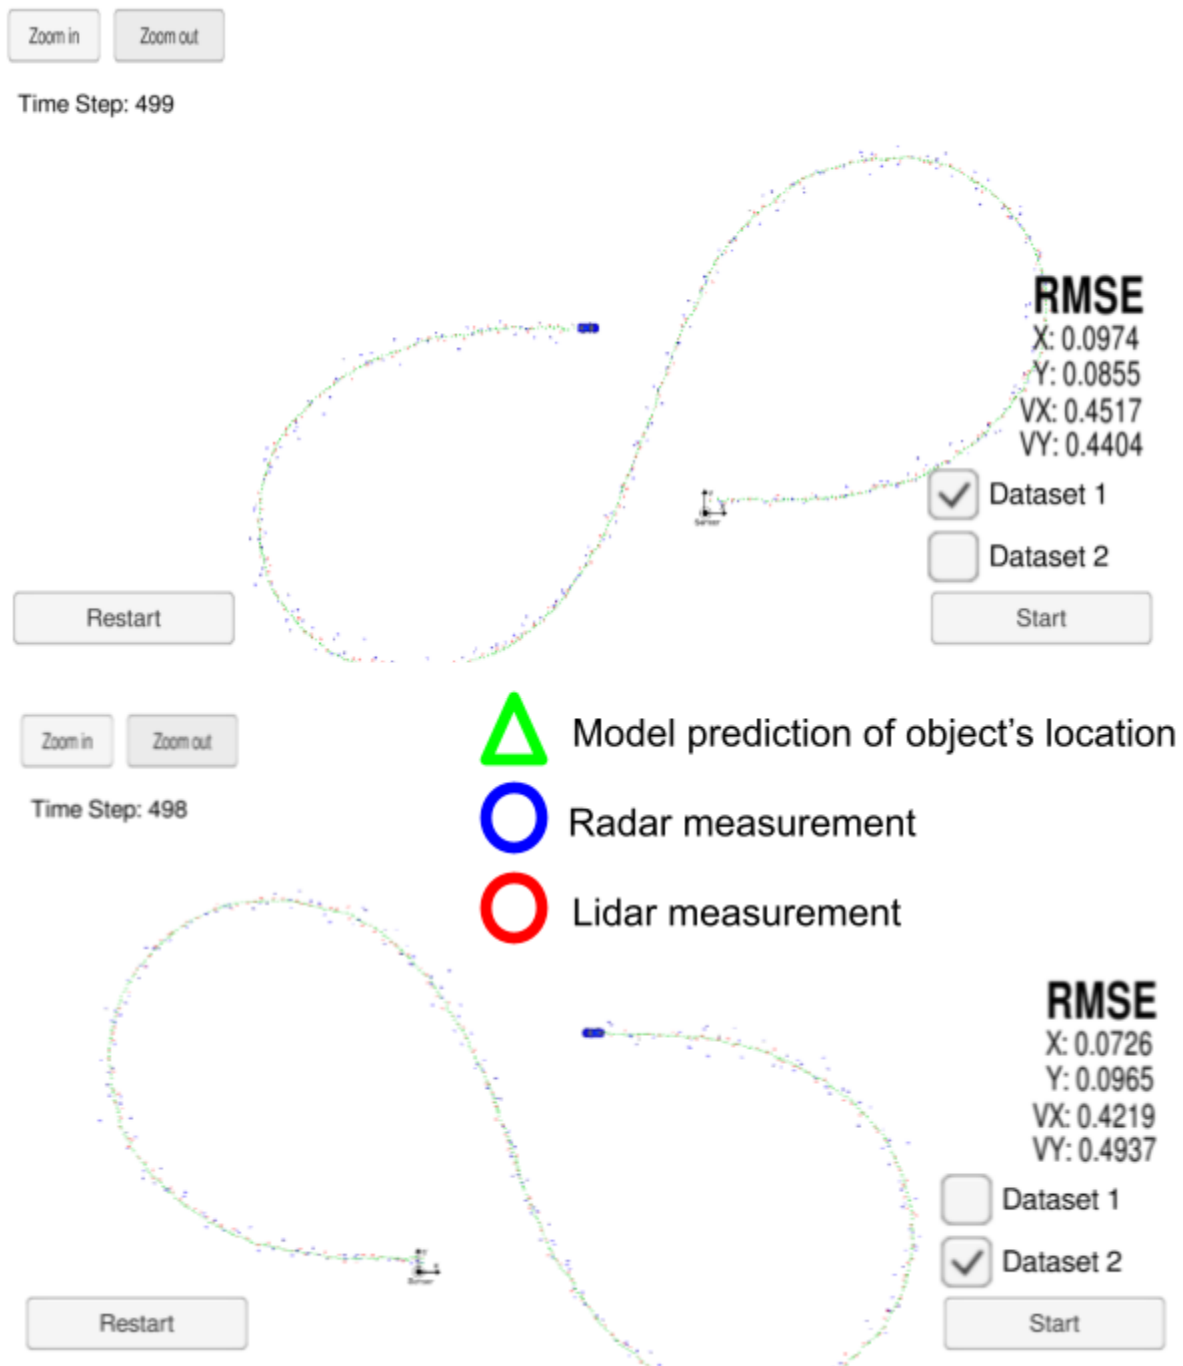 Zoom in Zoom out
Time Step: 499
RMSE
X: 0.0974
Y: 0.0855
VX: 0.4517
VY: 0.4404
Dataset 1
Sensor
Dataset 2
Restart
Start
Zoom in Zoom out
Model prediction of object's location
Time Step: 498
Radar measurement
Lidar measurement
RMSE
X: 0.0726
Y: 0.0965
VX: 0.4219
VY: 0.4937
Dataset 1
Dataset 2
Sensor
Restart
Start